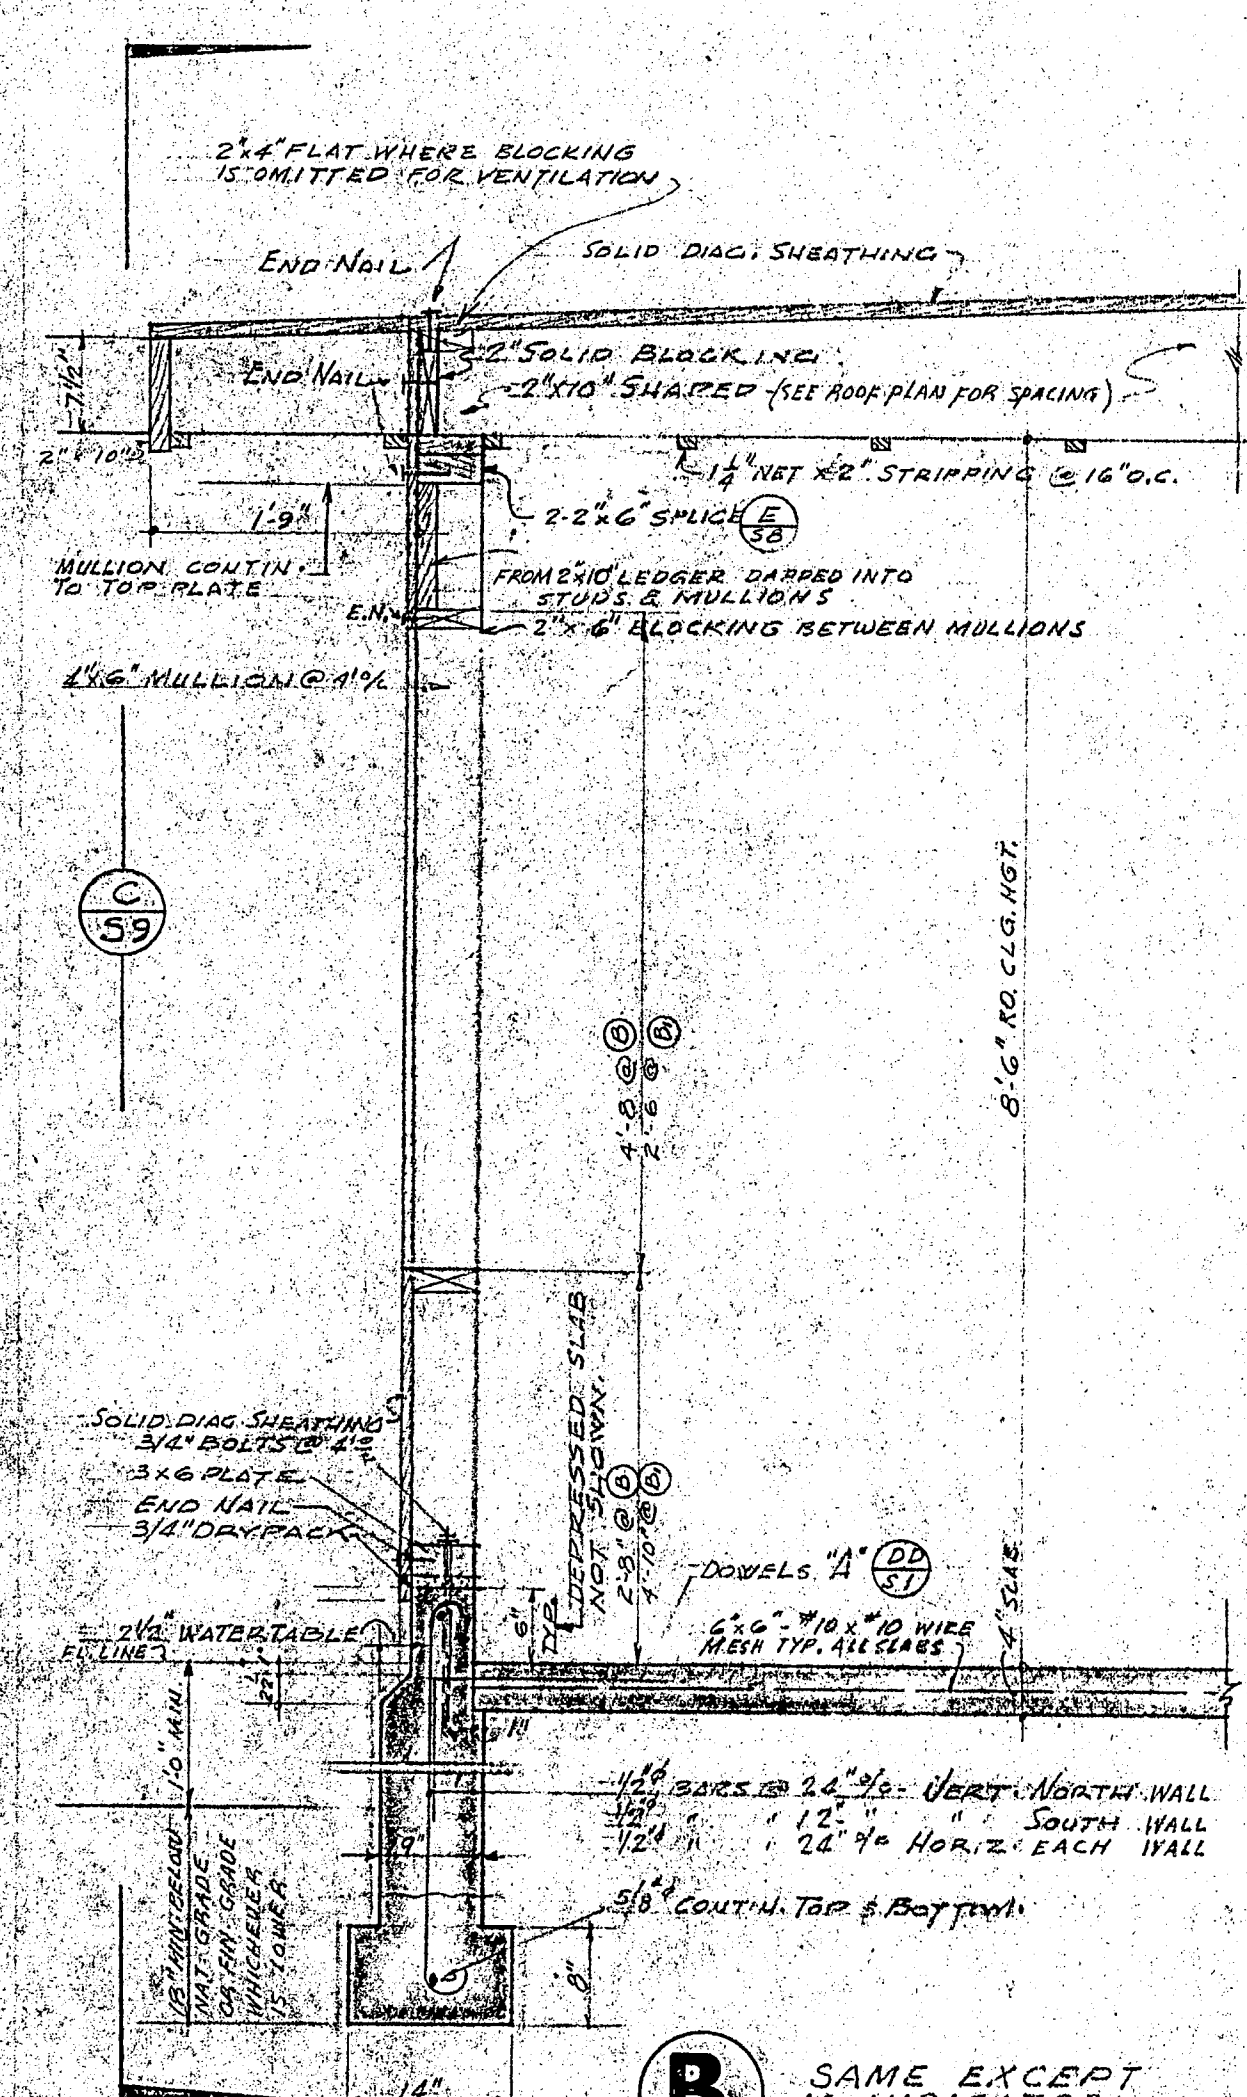 2"x4" FLAT WHERE BLOCKING
IS OMITTED FOR VENTILATION
END NAIL
SOLID DIAG. SHEATHING
7½"
END NAIL
2" SOLID BLOCKING
2"x10" SHAPED (SEE ROOF PLAN FOR SPACING)
2" x 10"
1¼" NET x 2" STRIPPING @ 16" O.C.
1'-9"
2-2"x6" SPLICE
E
S8
MULLION CONTIN.
TO TOP PLATE
FROM 2"x10" LEDGER DAPPED INTO
STUDS & MULLIONS
E.N.
2"x6" BLOCKING BETWEEN MULLIONS
4"x6" MULLION @ 4' O/C
C
S9
8'-6" RO. CLG. HGT.
4'-8 @ B
2'-6 @ B1
SOLID DIAG SHEATHING
3/4" BOLTS @ 4'
3x6 PLATE
END NAIL
3/4" DRYPACK
DEPRESSED SLAB
NOT SHOWN.
2'-8" @ B
4'-10" @ B1
DOWELS "A"
DD
S1
4" SLAB
6"
TYP.
6"x6"-#10x#10 WIRE
MESH TYP. ALL SLABS
2½" WATERTABLE
FL. LINE
1"
1'0" MIN.
1/2"ϕ BARS @ 24" o/c - VERT. NORTH WALL
1/2"ϕ " " 12" " " SOUTH WALL
1/2"ϕ " " 24" o/c HORIZ. EACH WALL
9"
5/8"ϕ CONTIN. TOP & BOTTOM.
18" MIN BELOW
NAT. GRADE
OR FIN GRADE
WHICHEVER
IS LOWER
8"
14"
B
SAME EXCEPT